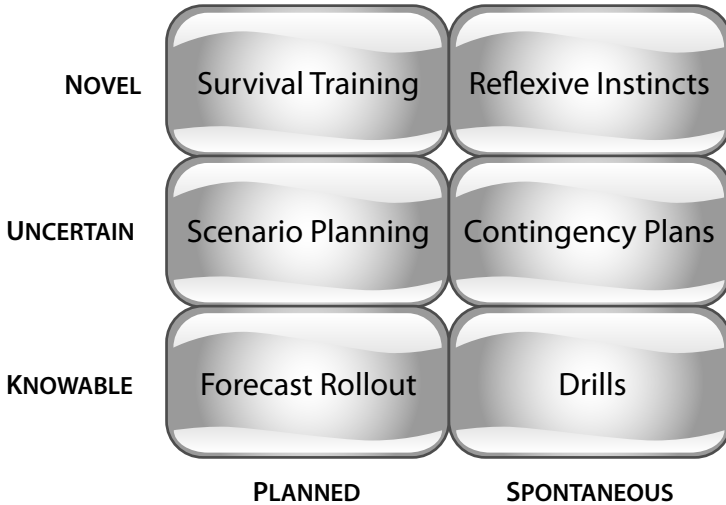 NOVEL Survival Training Reflexive Instincts
UNCERTAIN Scenario Planning Contingency Plans
KNOWABLE Forecast Rollout Drills
PLANNED SPONTANEOUS